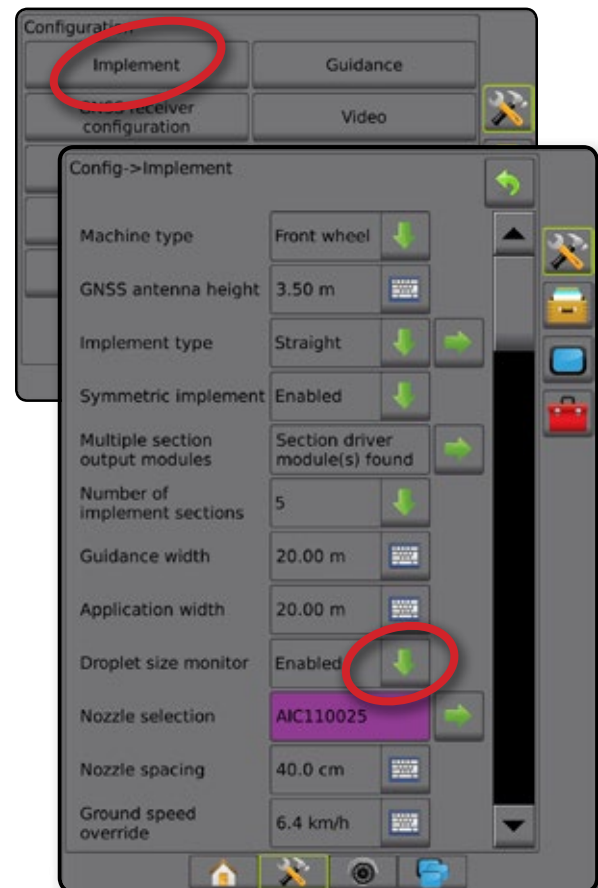 Configuration
Implement
Guidance
GNSS receiver
configuration
Video
Config->Implement
Machine type
Front wheel
GNSS antenna height
3.50 m
Implement type
Straight
Symmetric implement
Enabled
Multiple section
output modules
Section driver
module(s) found
Number of
implement sections
5
Guidance width
20.00 m
Application width
20.00 m
Droplet size monitor
Enabled
Nozzle selection
AIC110025
Nozzle spacing
40.0 cm
Ground speed
override
6.4 km/h